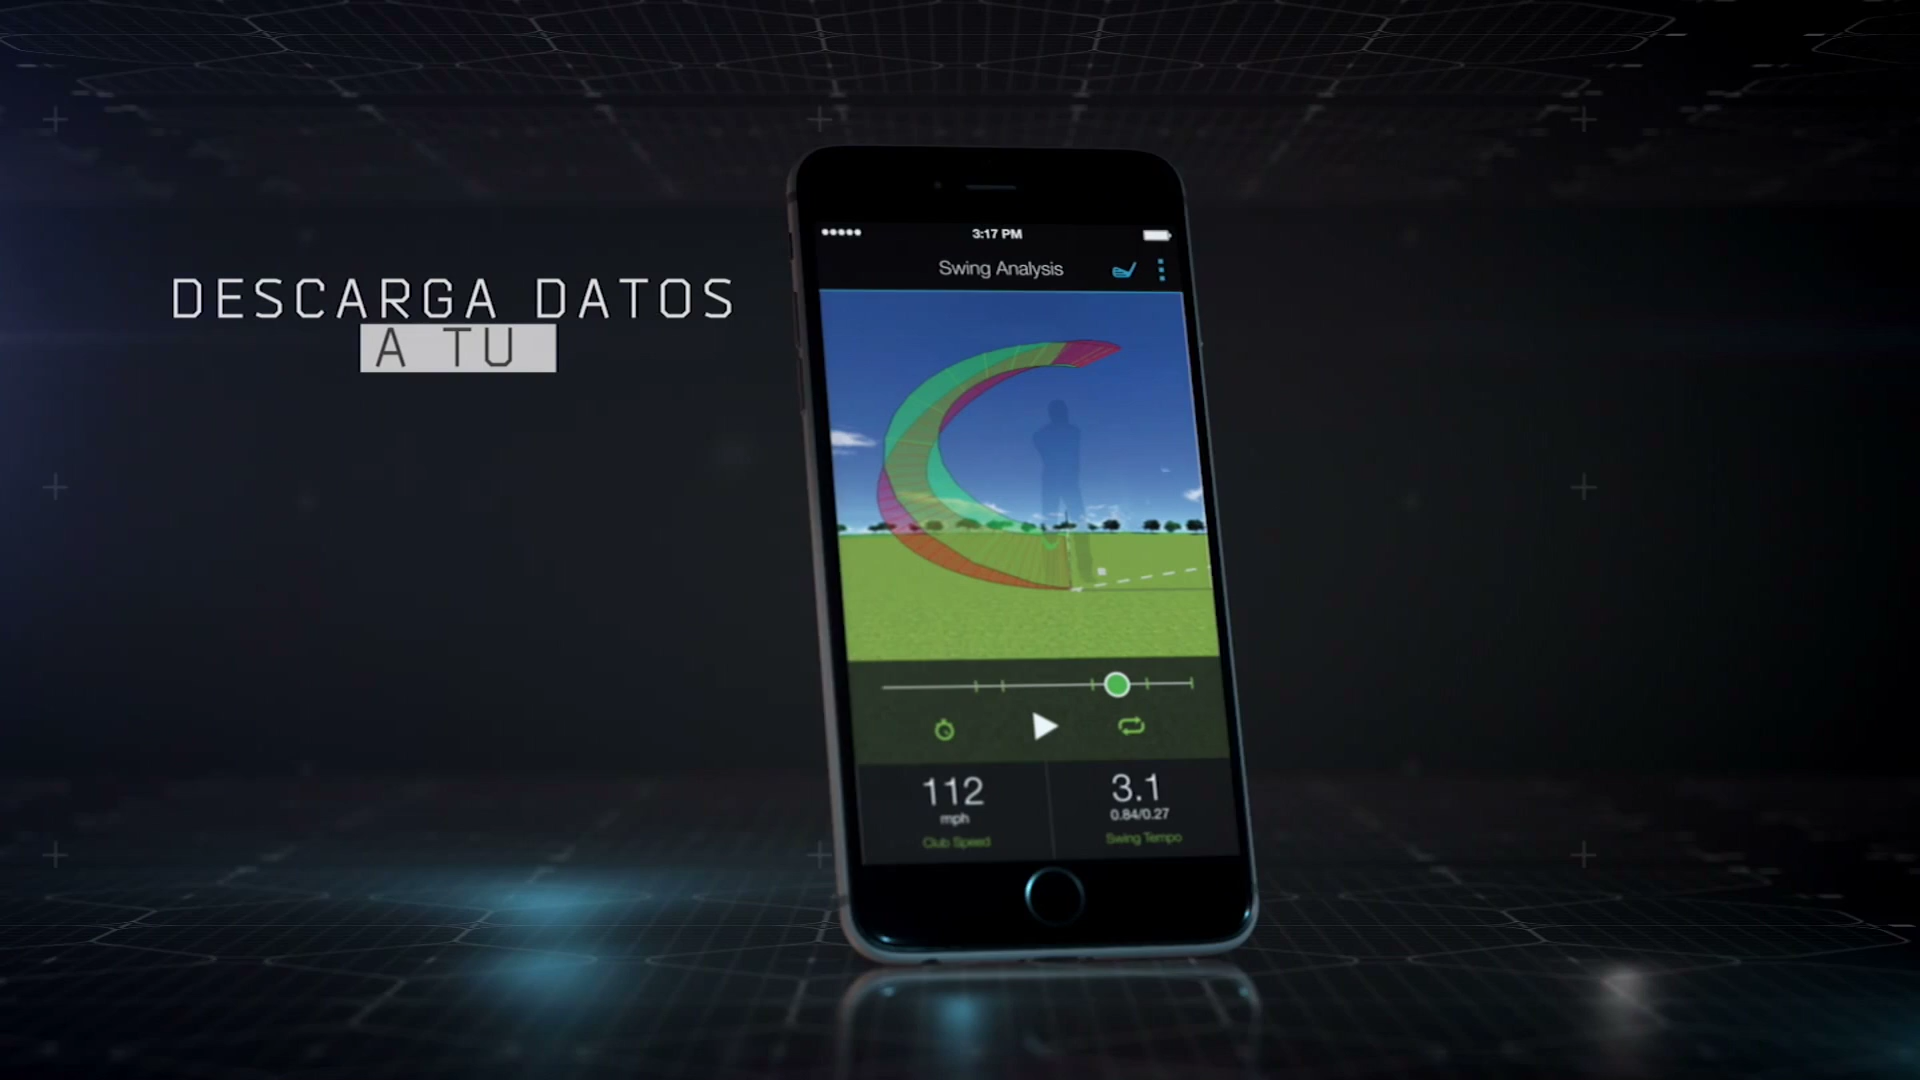 DESCARGA DATOS
A TU
3:17 PM
Swing Analysis
112
mph
Club Speed
3.1
0.84/0.27
Swing Tempo